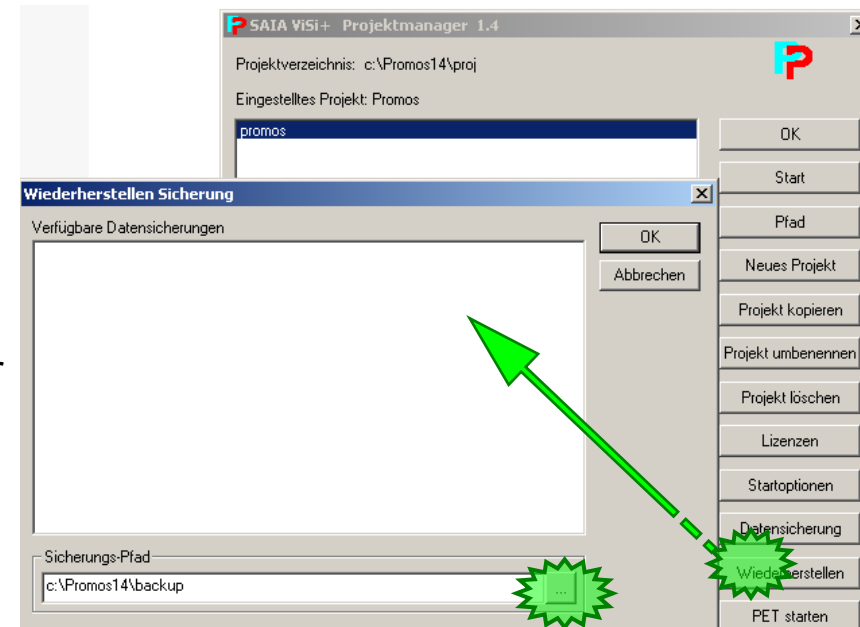 SAIA ViSi+ Projektmanager 1.4
Projektverzeichnis: c:\Promos14\proj
Eingestelltes Projekt: Promos
promos
OK
Start
Pfad
Neues Projekt
Projekt kopieren
Projekt umbenennen
Projekt löschen
Lizenzen
Startoptionen
Datensicherung
Wiederherstellen
PET starten
Wiederherstellen Sicherung
Verfügbare Datensicherungen
OK
Abbrechen
Sicherungs-Pfad
c:\Promos14\backup
...